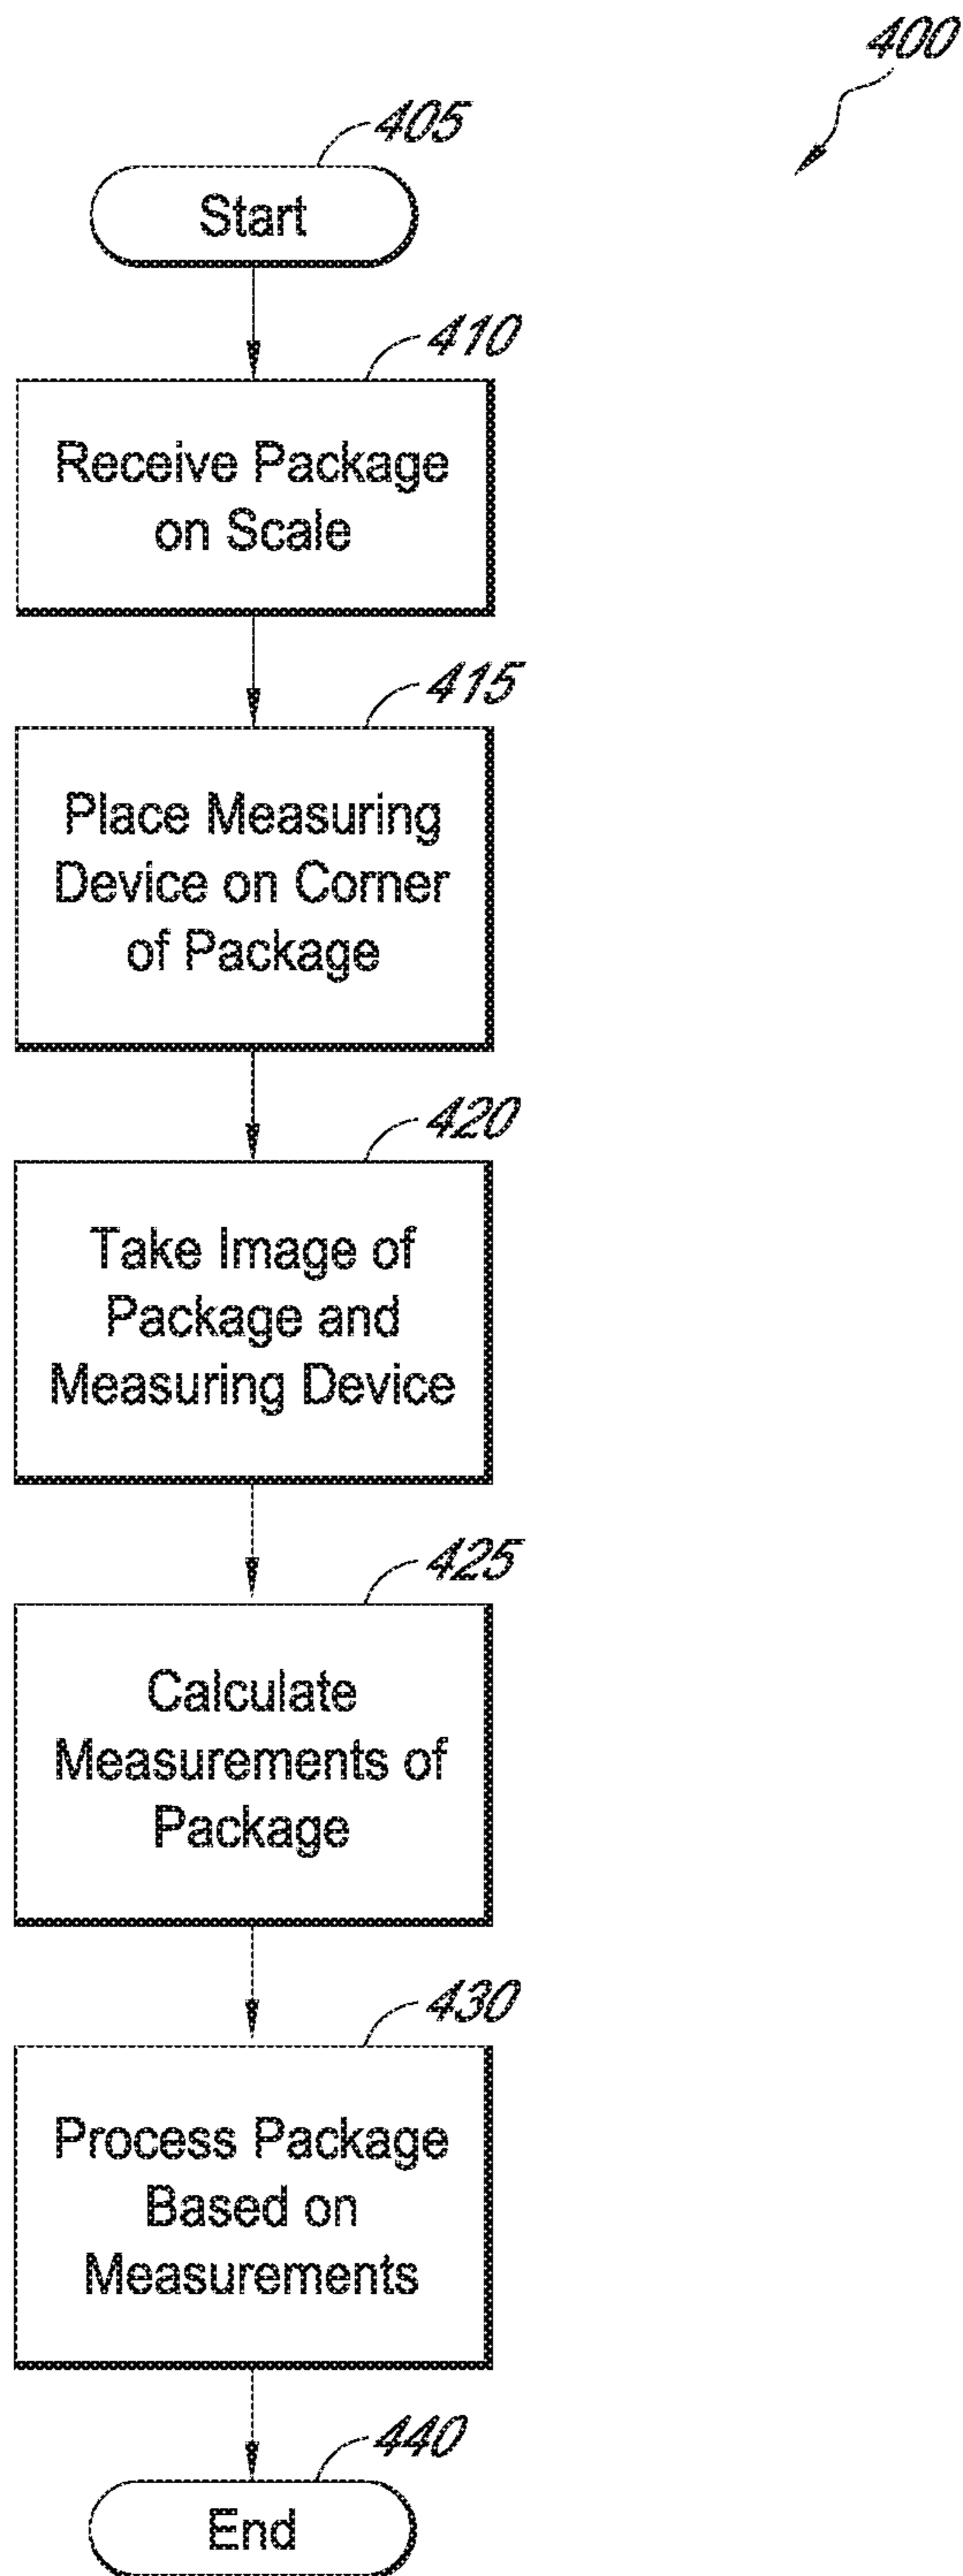 400
405
Start
410
Receive Package
on Scale
415
Place Measuring
Device on Corner
of Package
420
Take Image of
Package and
Measuring Device
425
Calculate
Measurements of
Package
430
Process Package
Based on
Measurements
440
End